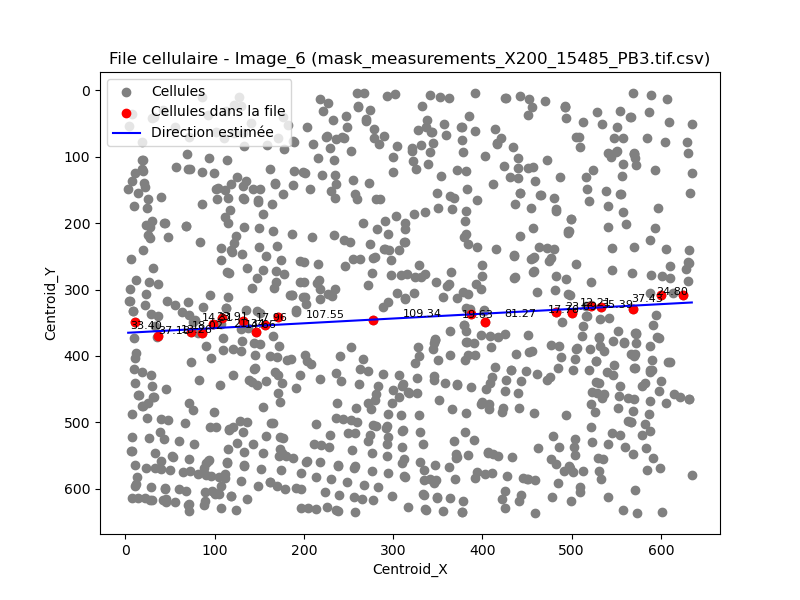 File cellulaire - Image_6 (mask_measurements_X200_15485_PB3.tif.csv)
Cellules
Cellules dans la file
Direction estimée
0
100
200
300
400
500
600
Centroid_Y
24.80
37.43
107.55
109.34
81.27
33.40
0 100 200 300 400 500 600
Centroid_X